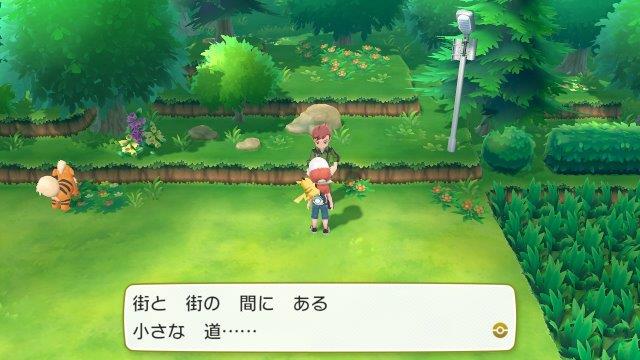 街と　街の　間に　ある
小さな　道……